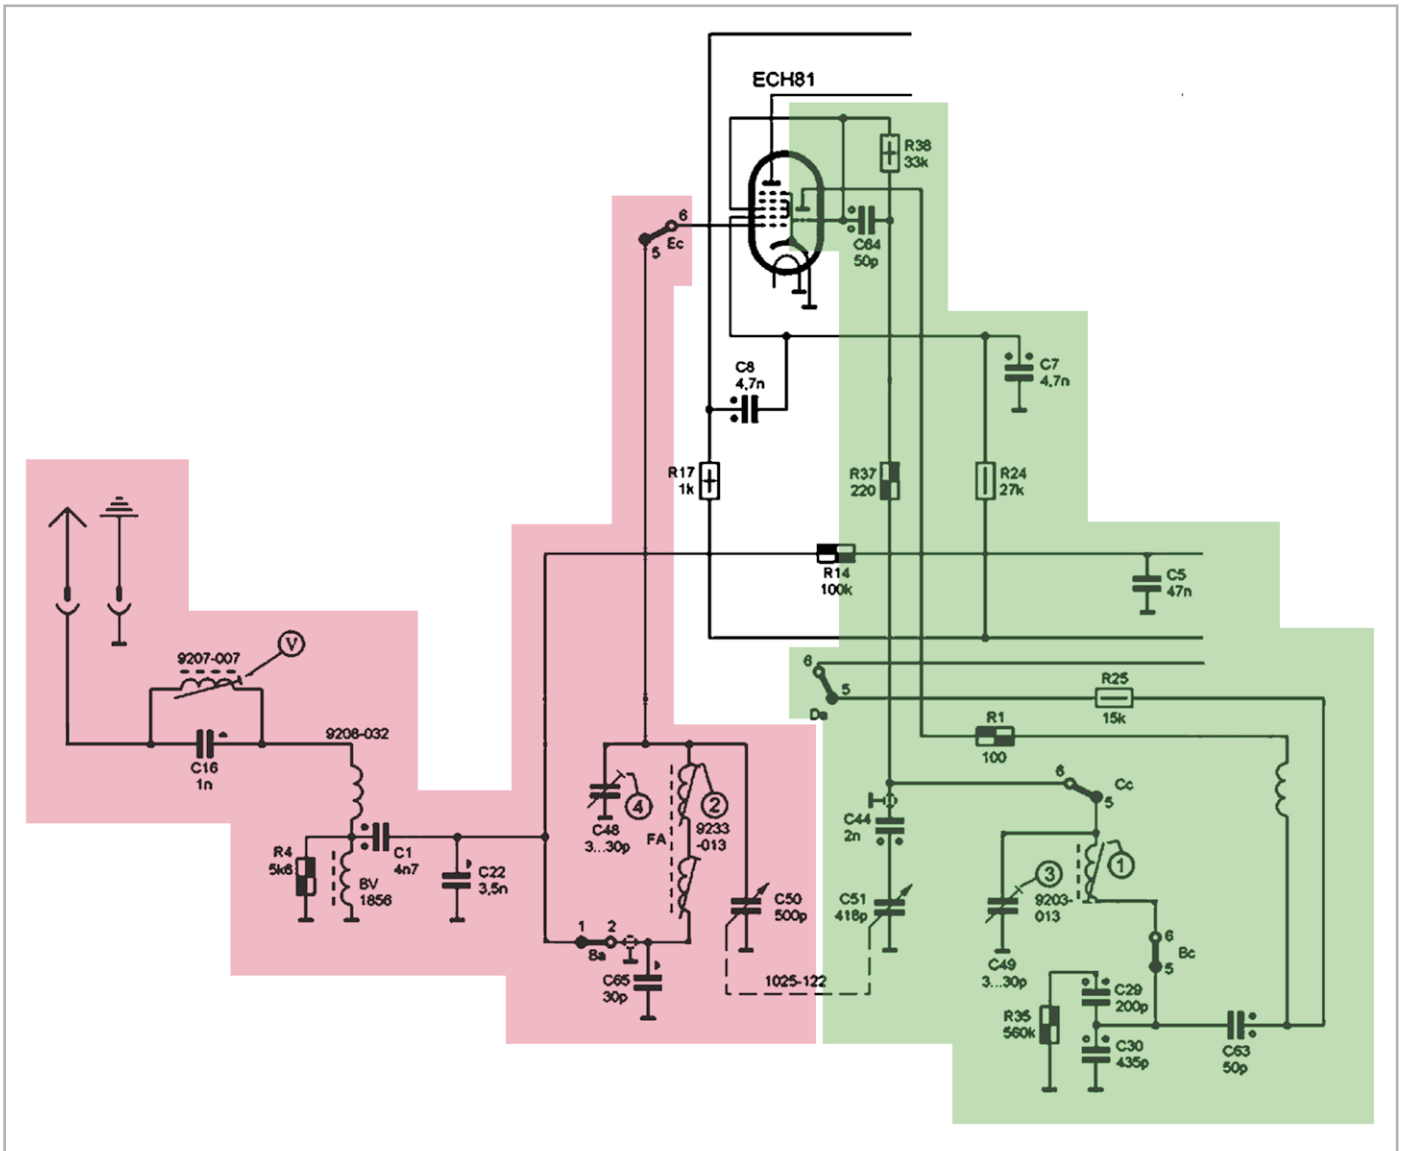 ECH81
R38
33k
6
Ec
5
C64
50p
C8
4,7n
C7
4,7n
R17
1k
R37
220
R24
27k
R14
100k
C5
47n
V
9207-007
6
5
Da
R25
15k
R1
100
9208-032
C16
1n
6
Cc
5
4
2
C48
3...30p
FA
9233
-013
C44
2n
R4
5k6
C1
4n7
BV
1856
C22
3,5n
C50
500p
C51
418p
3
1
9203-
013
1
2
Ba
C65
30p
1025-122
C49
3...30p
6
Bc
5
C29
200p
R35
560k
C30
435p
C63
50p